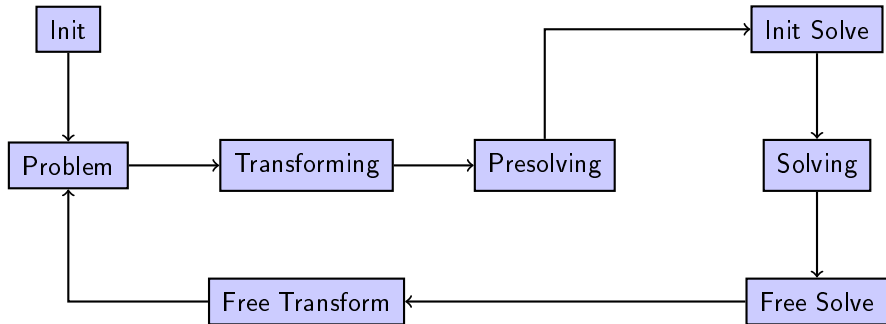 Init
Init Solve
Problem
Transforming
Presolving
Solving
Free Transform
Free Solve